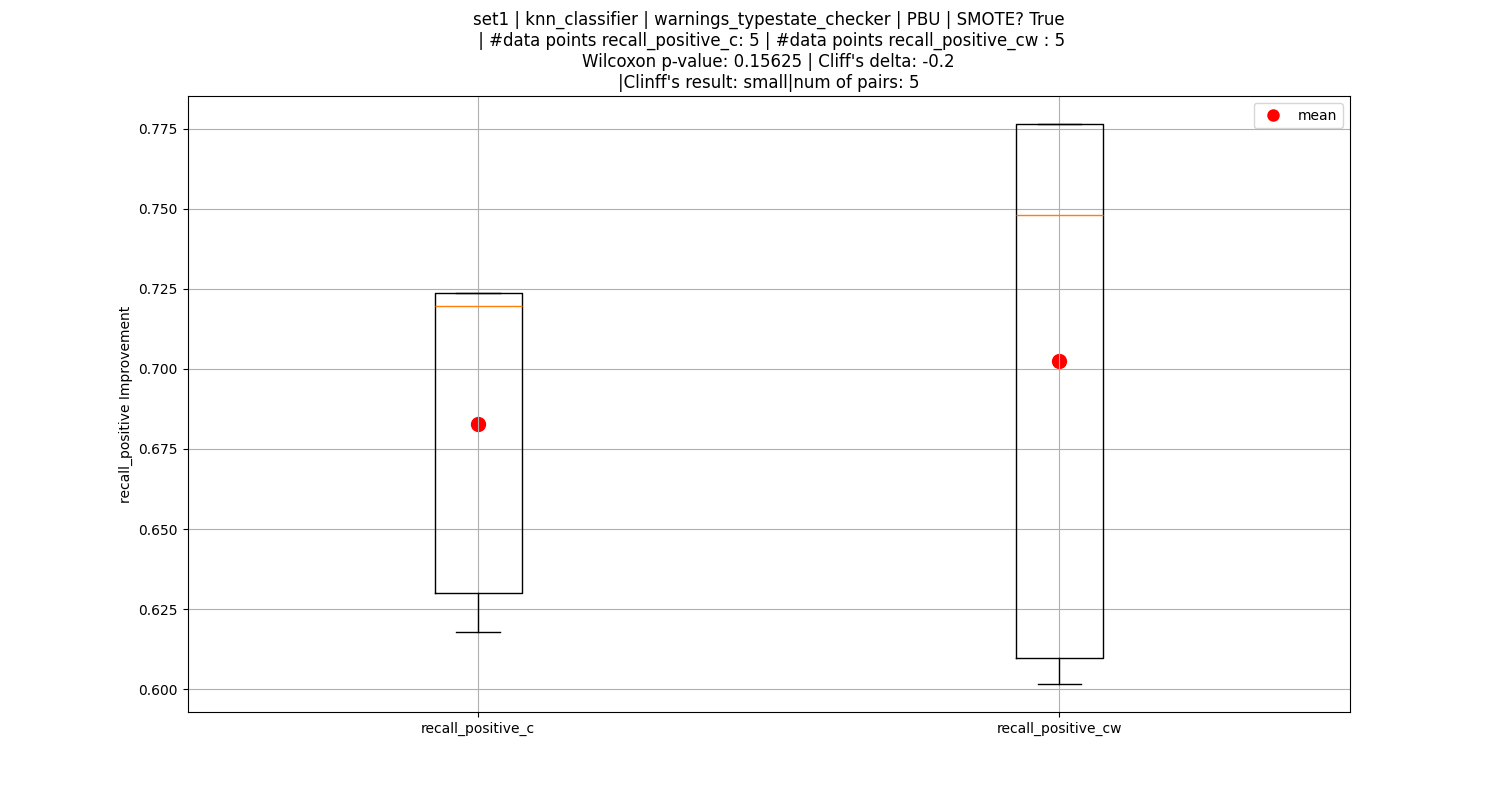 set1 | knn_classifier | warnings_typestate_checker | PBU | SMOTE? True
| #data points recall_positive_c: 5 | #data points recall_positive_cw : 5
Wilcoxon p-value: 0.15625 | Cliff's delta: -0.2
|Clinff's result: small|num of pairs: 5
mean
0.775
0.750
0.725
0.700
0.675
0.650
0.625
0.600
recall_positive Improvement
recall_positive_c
recall_positive_cw